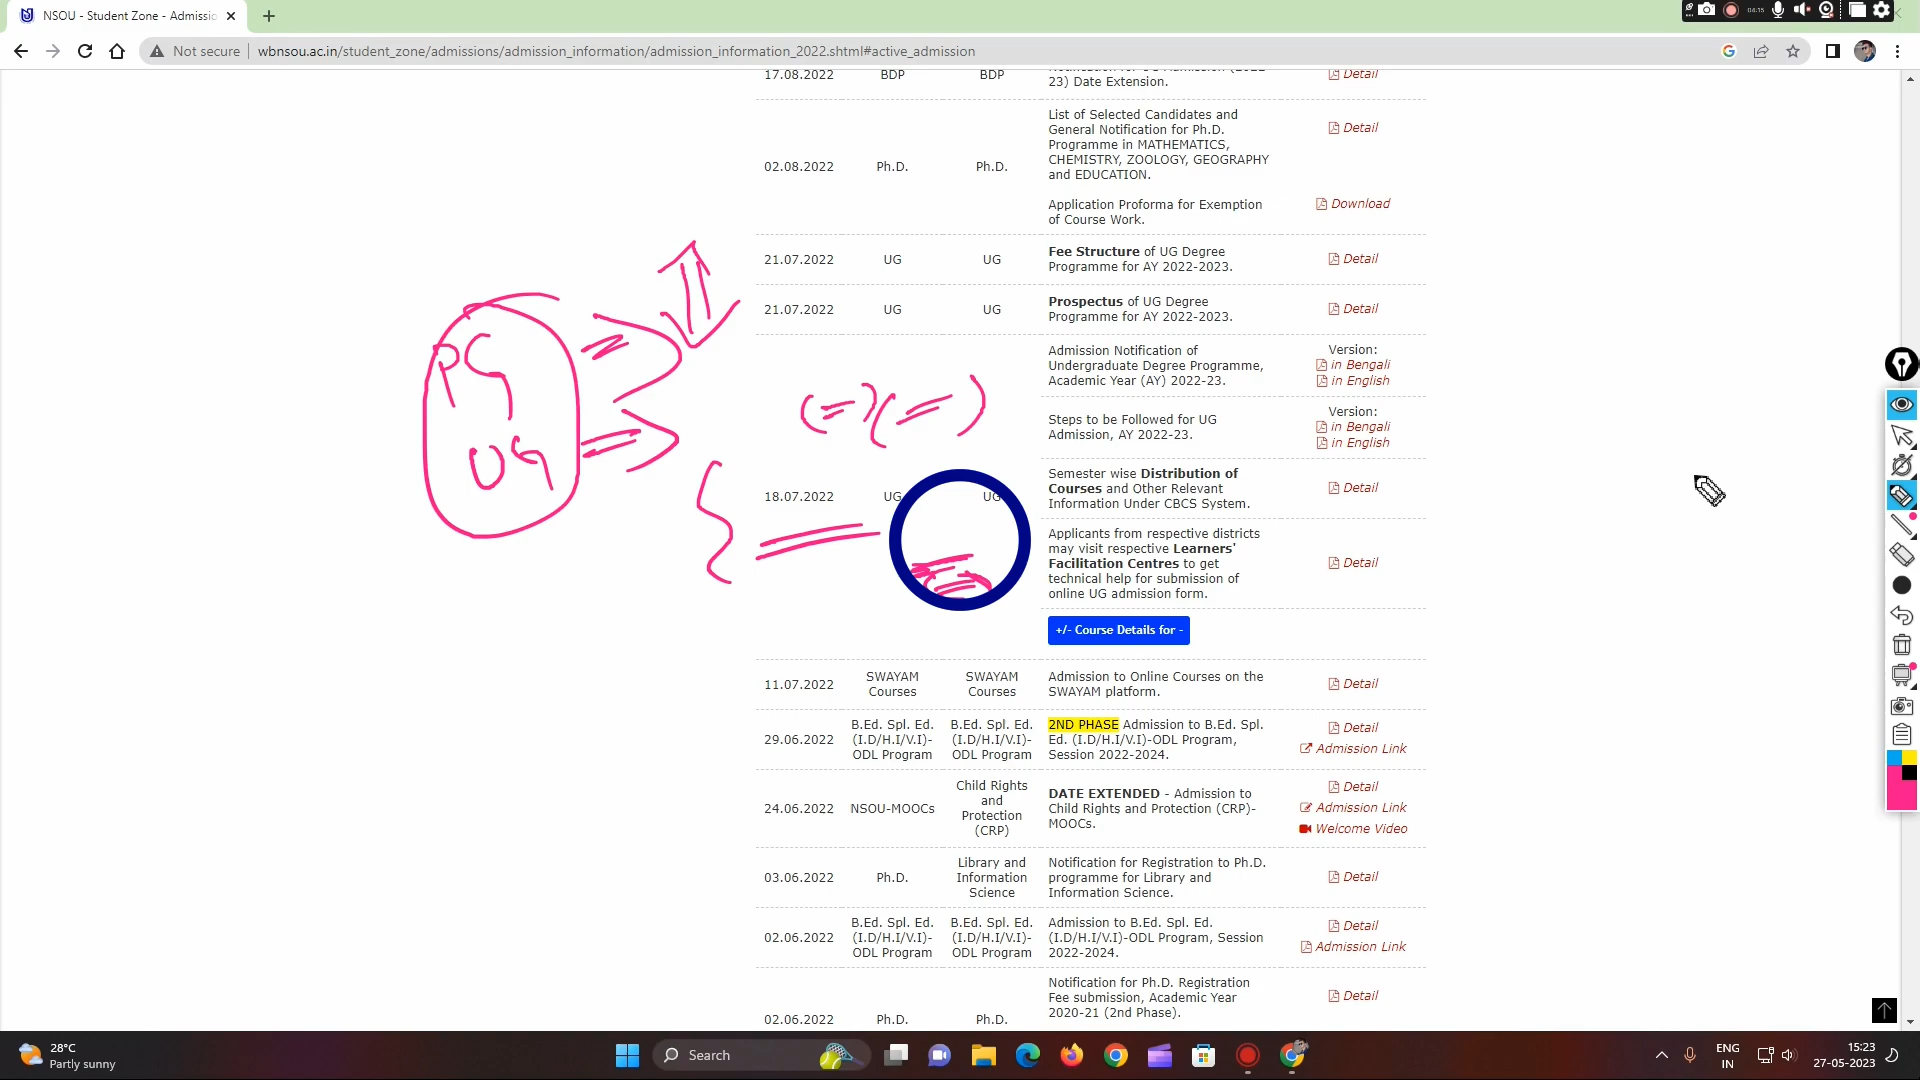 NSOU - Student Zone - Admissio
04:15
Not secure
wbnsou.ac.in/student_zone/admissions/admission_information/admission_information_2022.shtml#active_admission
17.08.2022 BDP BDP
23) Date Extension.
Detail
02.08.2022 Ph.D. Ph.D.
List of Selected Candidates and
General Notification for Ph.D.
Programme in MATHEMATICS,
CHEMISTRY, ZOOLOGY, GEOGRAPHY
and EDUCATION.
Detail
Application Proforma for Exemption
of Course Work.
Download
21.07.2022 UG UG
Fee Structure of UG Degree
Programme for AY 2022-2023.
Detail
21.07.2022 UG UG
Prospectus of UG Degree
Programme for AY 2022-2023.
Detail
PG
UG
18.07.2022 UG UG
Admission Notification of
Undergraduate Degree Programme,
Academic Year (AY) 2022-23.
Version:
in Bengali
in English
Steps to be Followed for UG
Admission, AY 2022-23.
Version:
in Bengali
in English
Semester wise Distribution of
Courses and Other Relevant
Information Under CBCS System.
Detail
Applicants from respective districts
may visit respective Learners'
Facilitation Centres to get
technical help for submission of
online UG admission form.
Detail
+/- Course Details for -
11.07.2022
SWAYAM
Courses
SWAYAM
Courses
Admission to Online Courses on the
SWAYAM platform.
Detail
29.06.2022
B.Ed. Spl. Ed.
(I.D/H.I/V.I)-
ODL Program
B.Ed. Spl. Ed.
(I.D/H.I/V.I)-
ODL Program
2ND PHASE Admission to B.Ed. Spl.
Ed. (I.D/H.I/V.I)-ODL Program,
Session 2022-2024.
Detail
Admission Link
24.06.2022 NSOU-MOOCs
Child Rights
and
Protection
(CRP)
DATE EXTENDED - Admission to
Child Rights and Protection (CRP)-
MOOCs.
Detail
Admission Link
Welcome Video
03.06.2022 Ph.D.
Library and
Information
Science
Notification for Registration to Ph.D.
programme for Library and
Information Science.
Detail
02.06.2022
B.Ed. Spl. Ed.
(I.D/H.I/V.I)-
ODL Program
B.Ed. Spl. Ed.
(I.D/H.I/V.I)-
ODL Program
Admission to B.Ed. Spl. Ed.
(I.D/H.I/V.I)-ODL Program, Session
2022-2024.
Detail
Admission Link
02.06.2022 Ph.D. Ph.D.
Notification for Ph.D. Registration
Fee submission, Academic Year
2020-21 (2nd Phase).
Detail
28°C
Partly sunny
Search
ENG
IN
15:23
27-05-2023